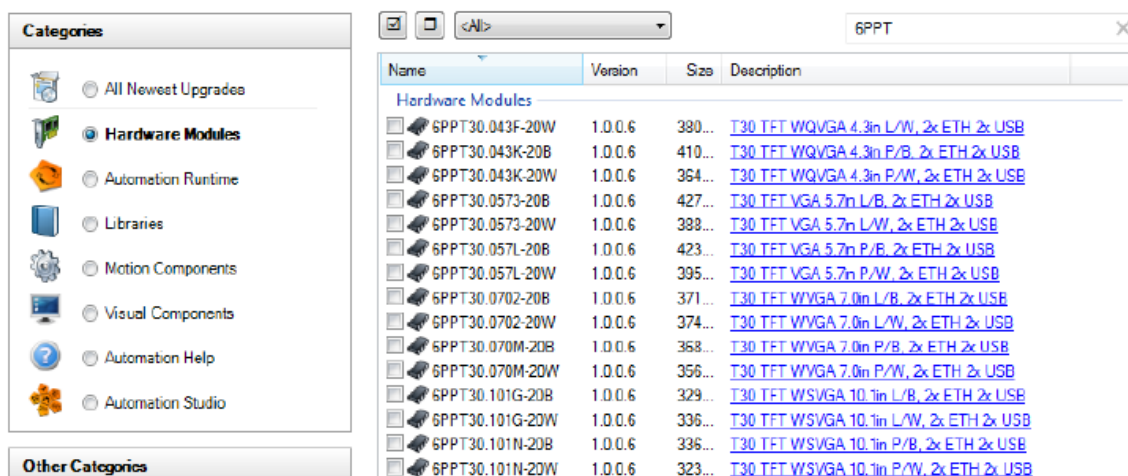 Categories
All Newest Upgrades
Hardware Modules
Automation Runtime
Libraries
Motion Components
Visual Components
Automation Help
Automation Studio
Other Categories
<All>
6PPT
Name Version Size Description
Hardware Modules
6PPT30.043F-20W 1.0.0.6 380... T30 TFT WQVGA 4.3in L/W, 2x ETH 2x USB
6PPT30.043K-20B 1.0.0.6 410... T30 TFT WQVGA 4.3in P/B, 2x ETH 2x USB
6PPT30.043K-20W 1.0.0.6 364... T30 TFT WQVGA 4.3in P/W, 2x ETH 2x USB
6PPT30.0573-20B 1.0.0.6 427... T30 TFT VGA 5.7in L/B, 2x ETH 2x USB
6PPT30.0573-20W 1.0.0.6 388... T30 TFT VGA 5.7in L/W, 2x ETH 2x USB
6PPT30.057L-20B 1.0.0.6 423... T30 TFT VGA 5.7in P/B, 2x ETH 2x USB
6PPT30.057L-20W 1.0.0.6 395... T30 TFT VGA 5.7in P/W, 2x ETH 2x USB
6PPT30.0702-20B 1.0.0.6 371... T30 TFT WVGA 7.0in L/B, 2x ETH 2x USB
6PPT30.0702-20W 1.0.0.6 374... T30 TFT WVGA 7.0in L/W, 2x ETH 2x USB
6PPT30.070M-20B 1.0.0.6 368... T30 TFT WVGA 7.0in P/B, 2x ETH 2x USB
6PPT30.070M-20W 1.0.0.6 356... T30 TFT WVGA 7.0in P/W, 2x ETH 2x USB
6PPT30.101G-20B 1.0.0.6 329... T30 TFT WSVGA 10.1in L/B, 2x ETH 2x USB
6PPT30.101G-20W 1.0.0.6 336... T30 TFT WSVGA 10.1in L/W, 2x ETH 2x USB
6PPT30.101N-20B 1.0.0.6 336... T30 TFT WSVGA 10.1in P/B, 2x ETH 2x USB
6PPT30.101N-20W 1.0.0.6 323... T30 TFT WSVGA 10.1in P/W, 2x ETH 2x USB